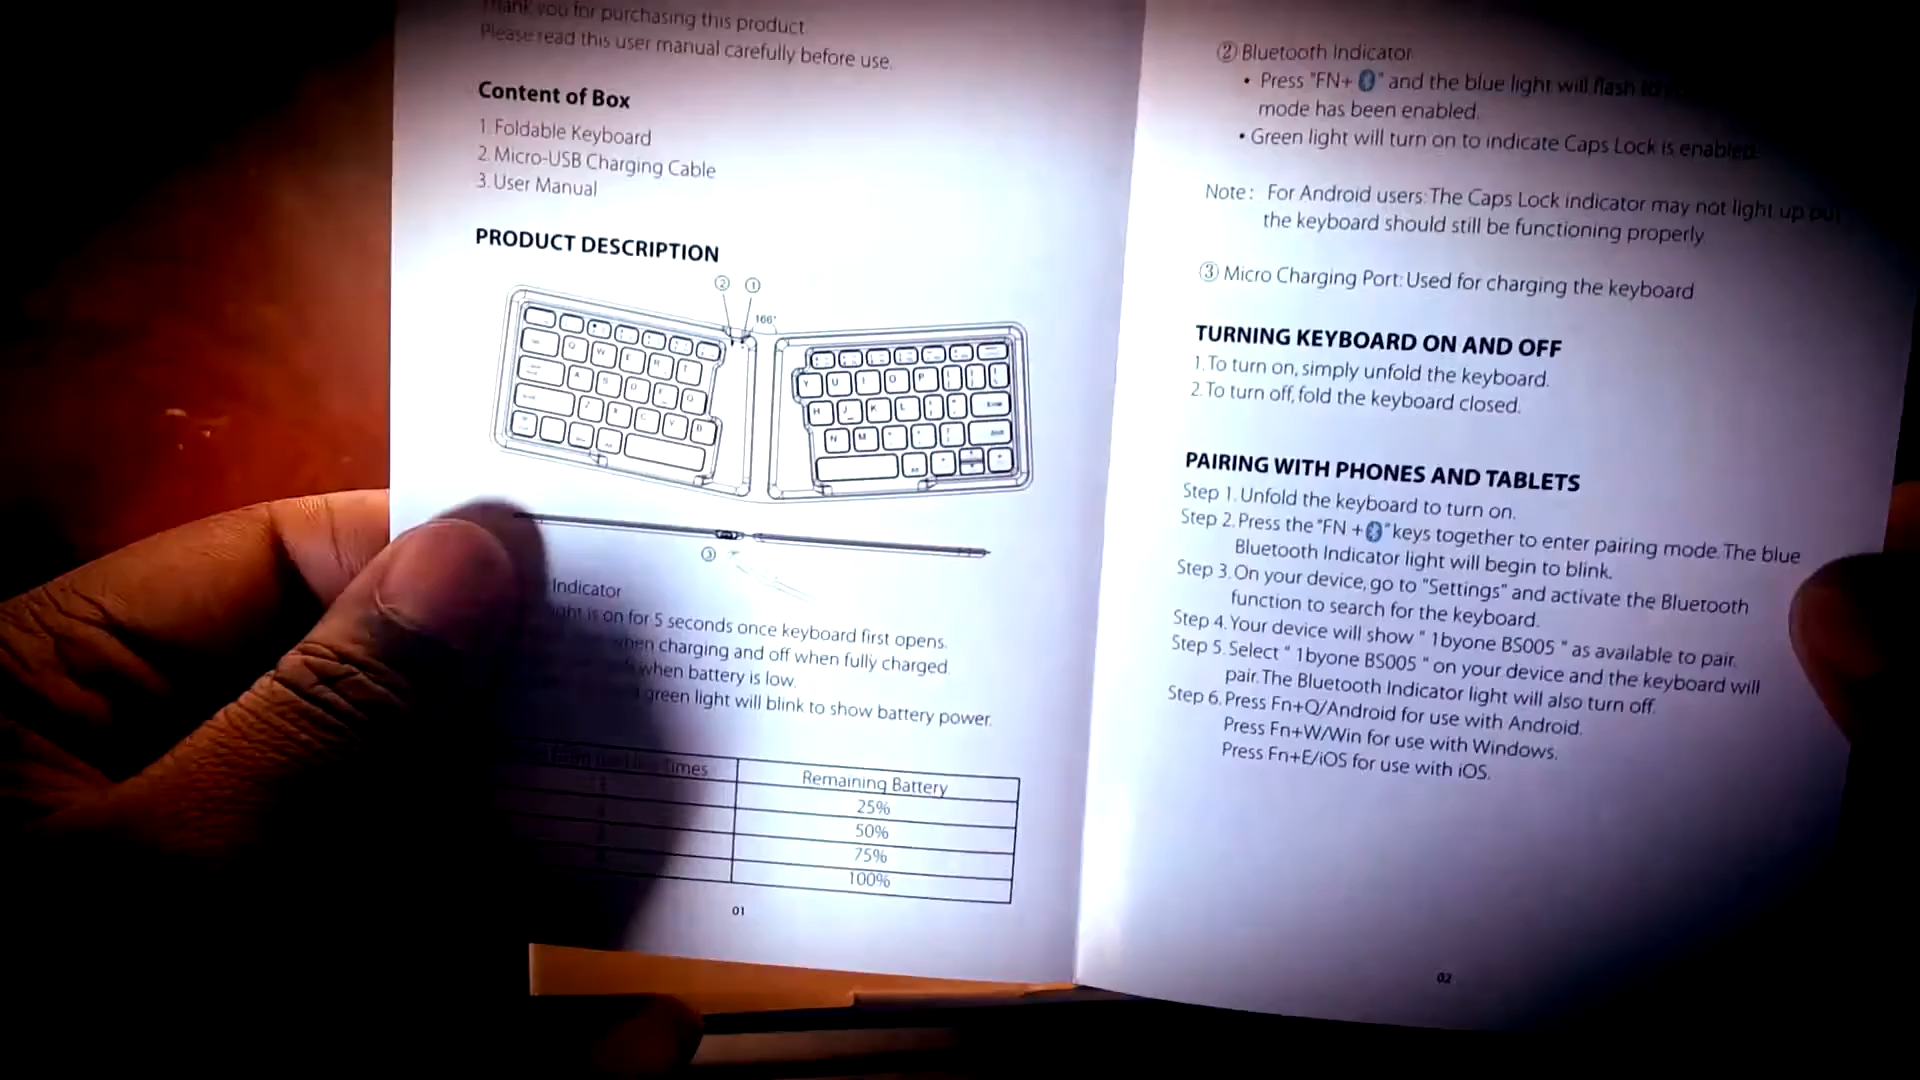 Thank you for purchasing this product.
Please read this user manual carefully before use.
Content of Box
1. Foldable Keyboard
2. Micro-USB Charging Cable
3. User Manual
PRODUCT DESCRIPTION
② ①
166°
③
Indicator
light is on for 5 seconds once keyboard first opens.
when charging and off when fully charged
when battery is low.
green light will blink to show battery power.
times Remaining Battery
25%
50%
75%
100%
01
② Bluetooth Indicator
• Press "FN+ " and the blue light will flash
mode has been enabled.
• Green light will turn on to indicate Caps Lock is enabled.
Note: For Android users: The Caps Lock indicator may not light up but
the keyboard should still be functioning properly
③ Micro Charging Port: Used for charging the keyboard
TURNING KEYBOARD ON AND OFF
1. To turn on, simply unfold the keyboard.
2. To turn off, fold the keyboard closed.
PAIRING WITH PHONES AND TABLETS
Step 1. Unfold the keyboard to turn on.
Step 2. Press the "FN + " keys together to enter pairing mode. The blue
Bluetooth Indicator light will begin to blink.
Step 3. On your device, go to "Settings" and activate the Bluetooth
function to search for the keyboard.
Step 4. Your device will show " 1byone BS005 " as available to pair.
Step 5. Select " 1byone BS005 " on your device and the keyboard will
pair. The Bluetooth Indicator light will also turn off.
Step 6. Press Fn+Q/Android for use with Android.
Press Fn+W/Win for use with Windows.
Press Fn+E/iOS for use with iOS.
02